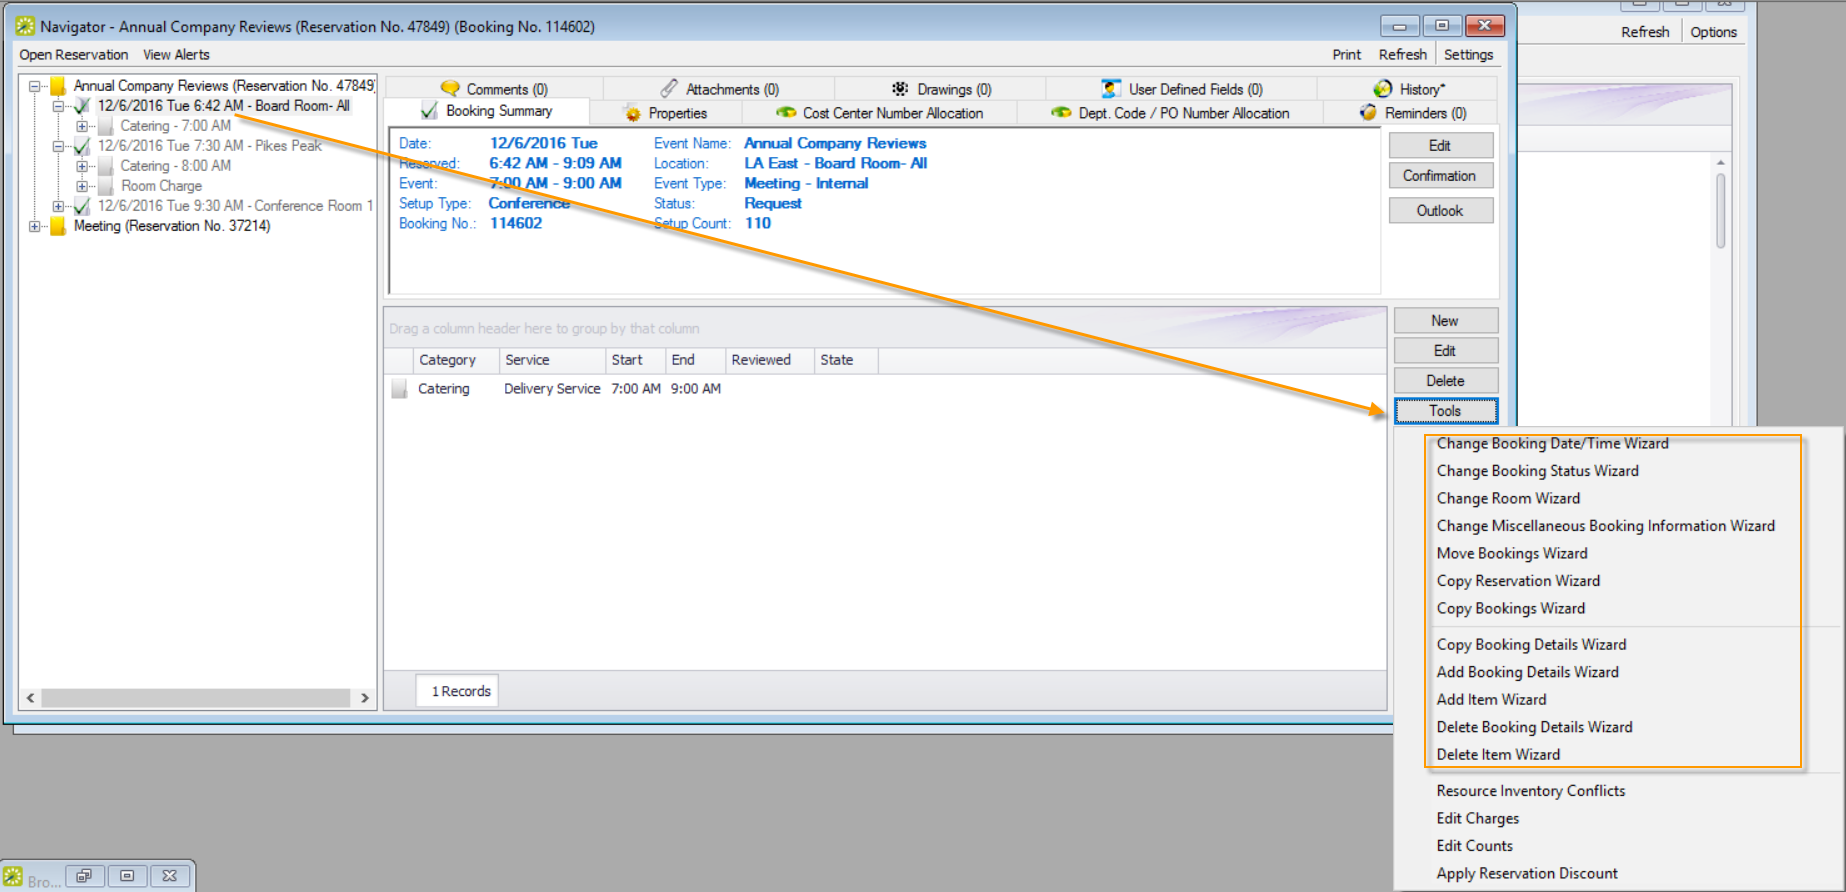 Navigator - Annual Company Reviews (Reservation No. 47849) (Booking No. 114602)
Refresh Options
Open Reservation View Alerts Print Refresh Settings
Annual Company Reviews (Reservation No. 47849)
12/6/2016 Tue 6:42 AM - Board Room- All
Catering - 7:00 AM
12/6/2016 Tue 7:30 AM - Pikes Peak
Catering - 8:00 AM
Room Charge
12/6/2016 Tue 9:30 AM - Conference Room 1
Meeting (Reservation No. 37214)
Comments (0) Attachments (0) Drawings (0) User Defined Fields (0) History*
Booking Summary Properties Cost Center Number Allocation Dept. Code / PO Number Allocation Reminders (0)
Date: 12/6/2016 Tue Event Name: Annual Company Reviews
Reserved: 6:42 AM - 9:09 AM Location: LA East - Board Room- All
Event: 7:00 AM - 9:00 AM Event Type: Meeting - Internal
Setup Type: Conference Status: Request
Booking No.: 114602 Setup Count: 110
Edit
Confirmation
Outlook
Drag a column header here to group by that column
Category Service Start End Reviewed State
Catering Delivery Service 7:00 AM 9:00 AM
1 Records
New
Edit
Delete
Tools
Change Booking Date/Time Wizard
Change Booking Status Wizard
Change Room Wizard
Change Miscellaneous Booking Information Wizard
Move Bookings Wizard
Copy Reservation Wizard
Copy Bookings Wizard
Copy Booking Details Wizard
Add Booking Details Wizard
Add Item Wizard
Delete Booking Details Wizard
Delete Item Wizard
Resource Inventory Conflicts
Edit Charges
Edit Counts
Apply Reservation Discount
Bro...